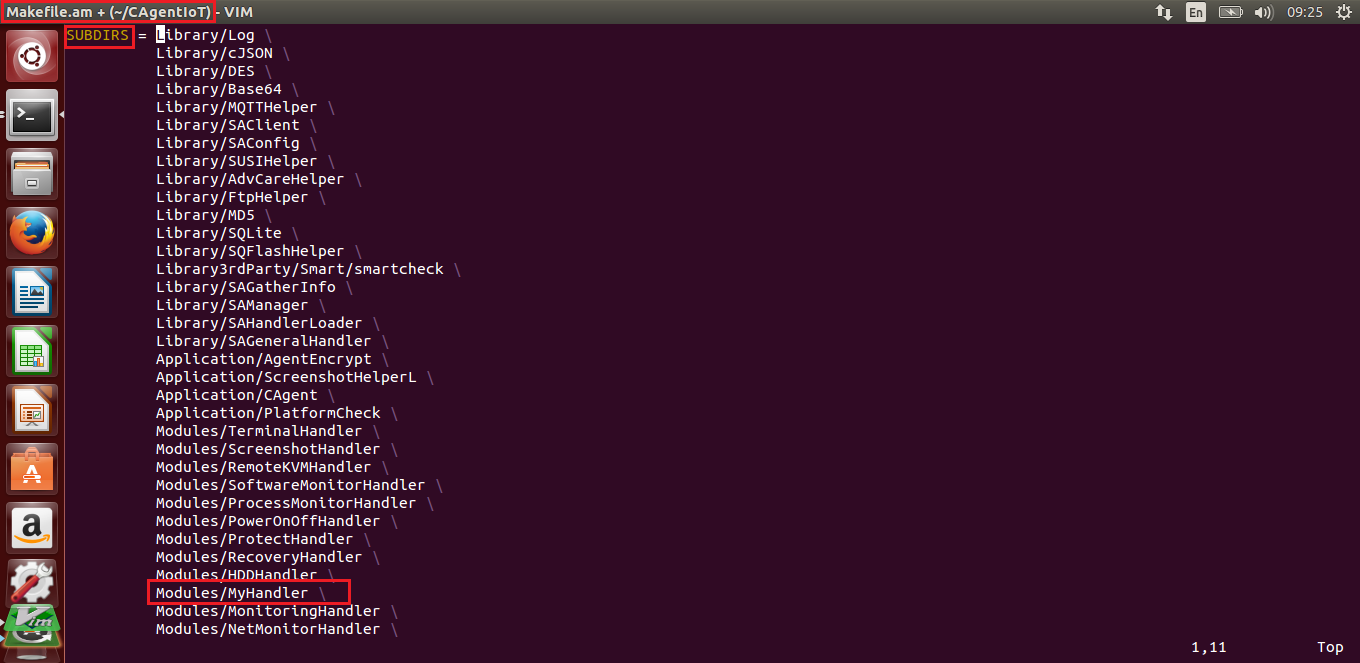 Makefile.am + (~/CAgentIoT) - VIM
En
09:25
SUBDIRS = Library/Log \
Library/cJSON \
Library/DES \
Library/Base64 \
Library/MQTTHelper \
Library/SAClient \
Library/SAConfig \
Library/SUSIHelper \
Library/AdvCareHelper \
Library/FtpHelper \
Library/MD5 \
Library/SQLite \
Library/SQFlashHelper \
Library3rdParty/Smart/smartcheck \
Library/SAGatherInfo \
Library/SAManager \
Library/SAHandlerLoader \
Library/SAGeneralHandler \
Application/AgentEncrypt \
Application/ScreenshotHelperL \
Application/CAgent \
Application/PlatformCheck \
Modules/TerminalHandler \
Modules/ScreenshotHandler \
Modules/RemoteKVMHandler \
Modules/SoftwareMonitorHandler \
Modules/ProcessMonitorHandler \
Modules/PowerOnOffHandler \
Modules/ProtectHandler \
Modules/RecoveryHandler \
Modules/HDDHandler \
Modules/MyHandler \
Modules/MonitoringHandler \
Modules/NetMonitorHandler \
1,11 Top
>_
A
a
Vim